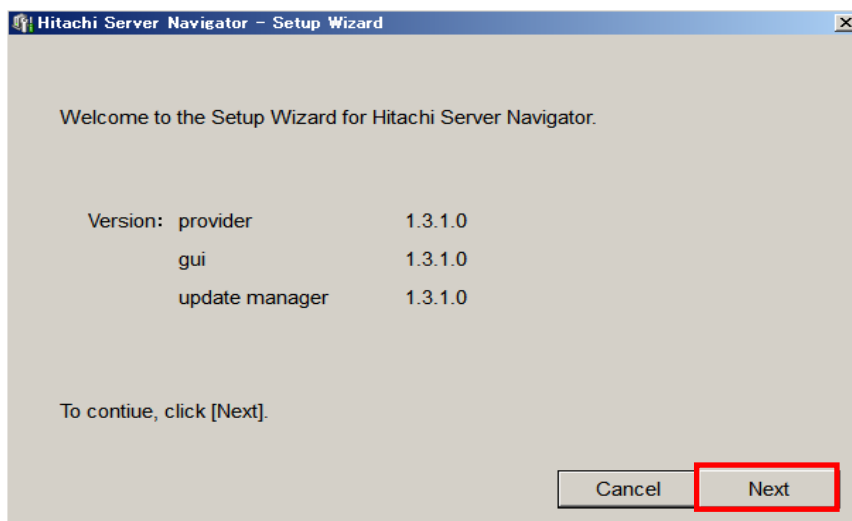 Hitachi Server Navigator - Setup Wizard
Welcome to the Setup Wizard for Hitachi Server Navigator.
Version: provider 1.3.1.0
gui 1.3.1.0
update manager 1.3.1.0
To contiue, click [Next].
Cancel Next